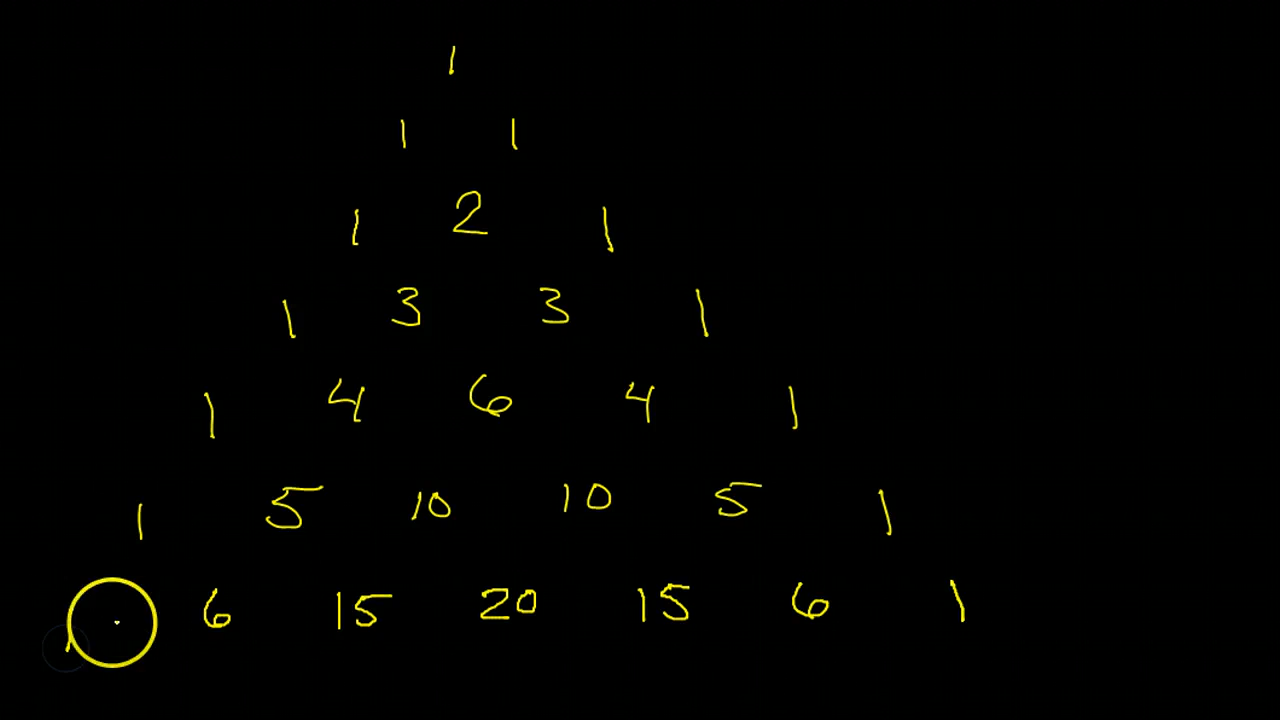 1
1 1
1 2 1
1 3 3 1
1 4 6 4 1
1 5 10 10 5 1
6 15 20 15 6 1